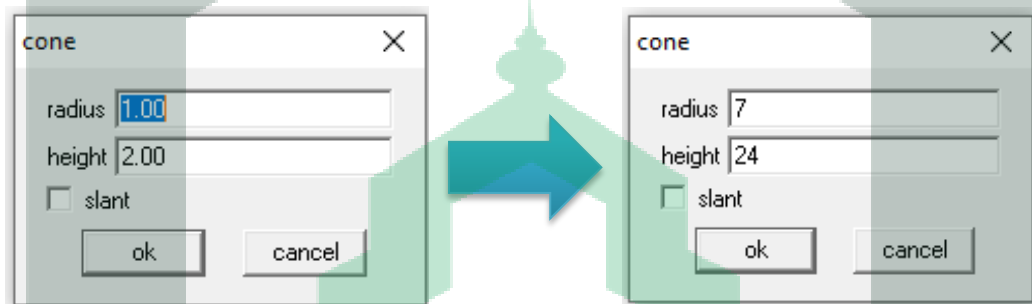 cone
radius 1.00
height 2.00
slant
ok cancel
cone
radius 7
height 24
slant
ok cancel